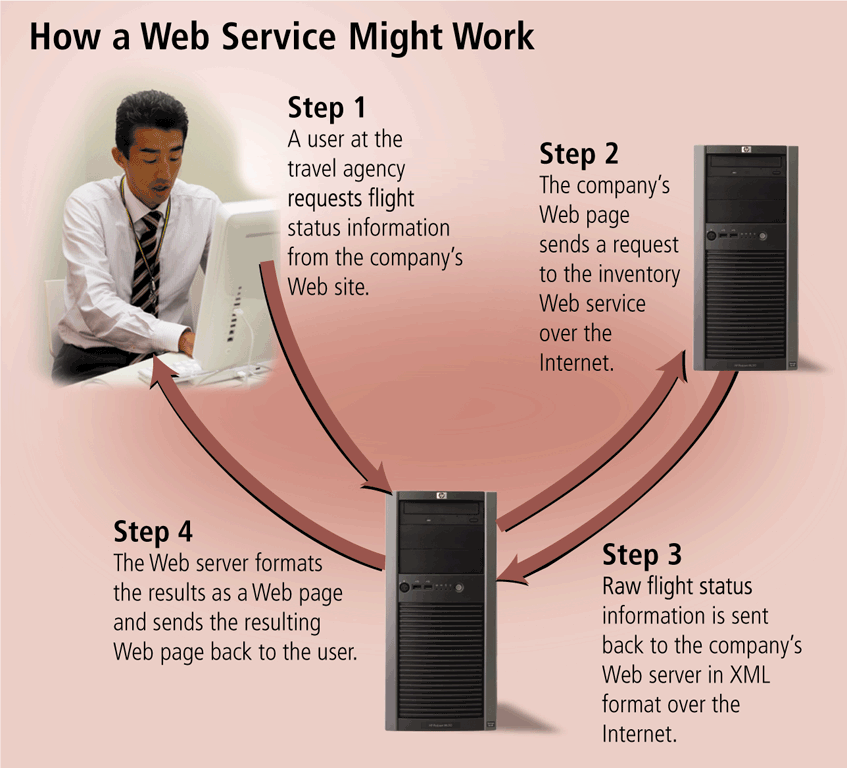 How a Web Service Might Work
Step 1
A user at the
travel agency
requests flight
status information
from the company's
Web site.
Step 2
The company's
Web page
sends a request
to the inventory
Web service
over the
Internet.
Step 3
Raw flight status
information is sent
back to the company's
Web server in XML
format over the
Internet.
Step 4
The Web server formats
the results as a Web page
and sends the resulting
Web page back to the user.
hp
hp